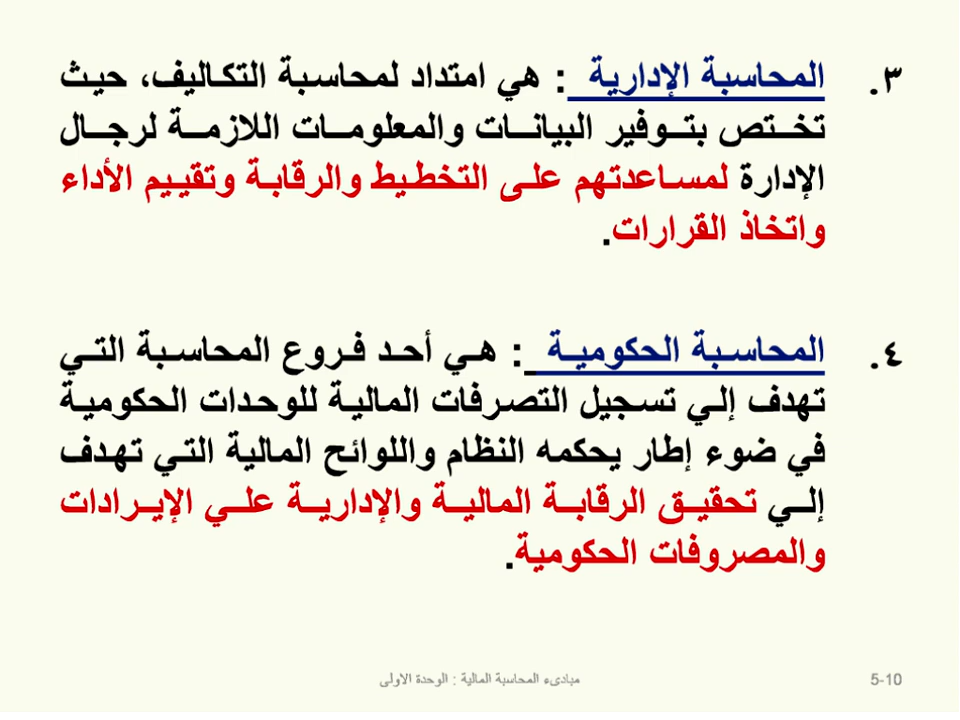 ٣. المحاسبة الإدارية : هي امتداد لمحاسبة التكاليف، حيث
تختص بتوفير البيانات والمعلومات اللازمة لرجال
الإدارة لمساعدتهم على التخطيط والرقابة وتقييم الأداء
واتخاذ القرارات.
٤. المحاسبة الحكومية : هي أحد فروع المحاسبة التي
تهدف إلي تسجيل التصرفات المالية للوحدات الحكومية
في ضوء إطار يحكمه النظام واللوائح المالية التي تهدف
إلي تحقيق الرقابة المالية والإدارية علي الإيرادات
والمصروفات الحكومية.
مبادىء المحاسبة المالية : الوحدة الاولى
5-10